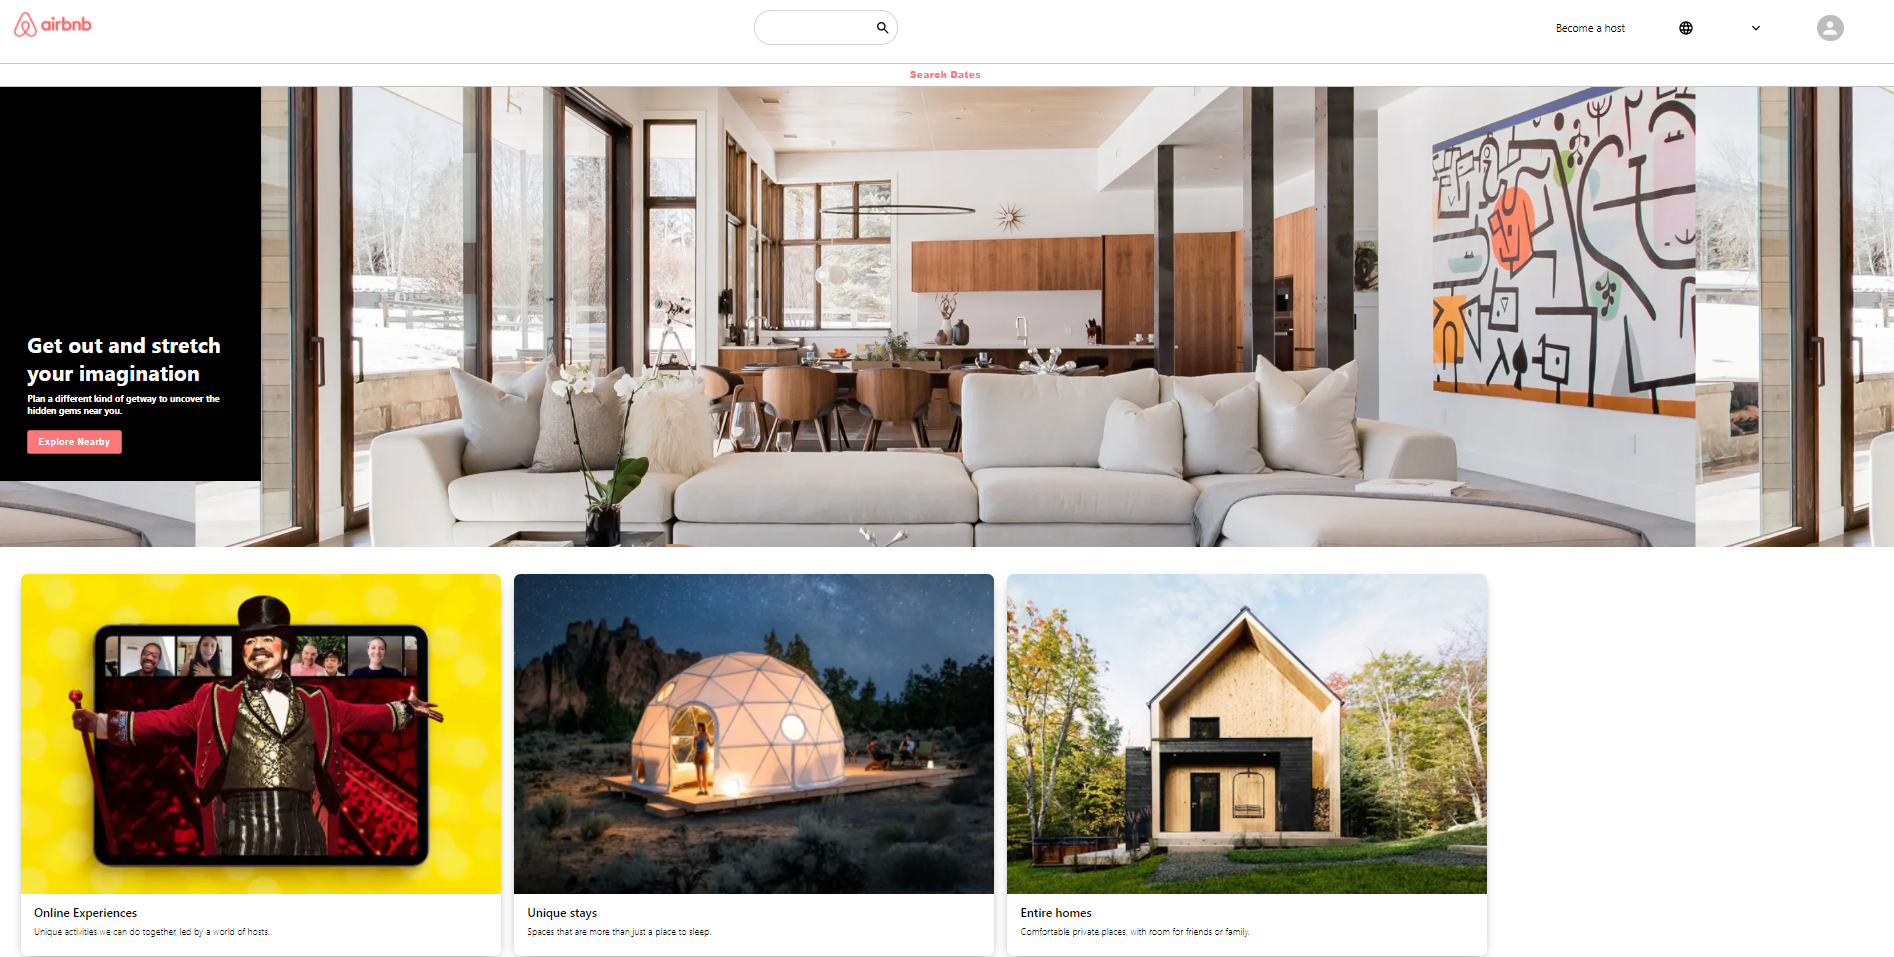 airbnb
Become a host
Search Dates
Get out and stretch
your imagination
Plan a different kind of getway to uncover the
hidden gems near you.
Explore Nearby
Online Experiences
Unique activities we can do together, led by a world of hosts.
Unique stays
Spaces that are more than just a place to sleep.
Entire homes
Comfortable private places, with room for friends or family.